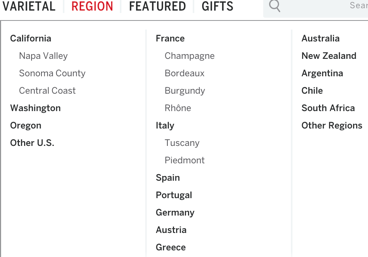 VARIETAL REGION FEATURED GIFTS
California
Napa Valley
Sonoma County
Central Coast
Washington
Oregon
Other U.S.
France
Champagne
Bordeaux
Burgundy
Rhône
Italy
Tuscany
Piedmont
Spain
Portugal
Germany
Austria
Greece
Australia
New Zealand
Argentina
Chile
South Africa
Other Regions